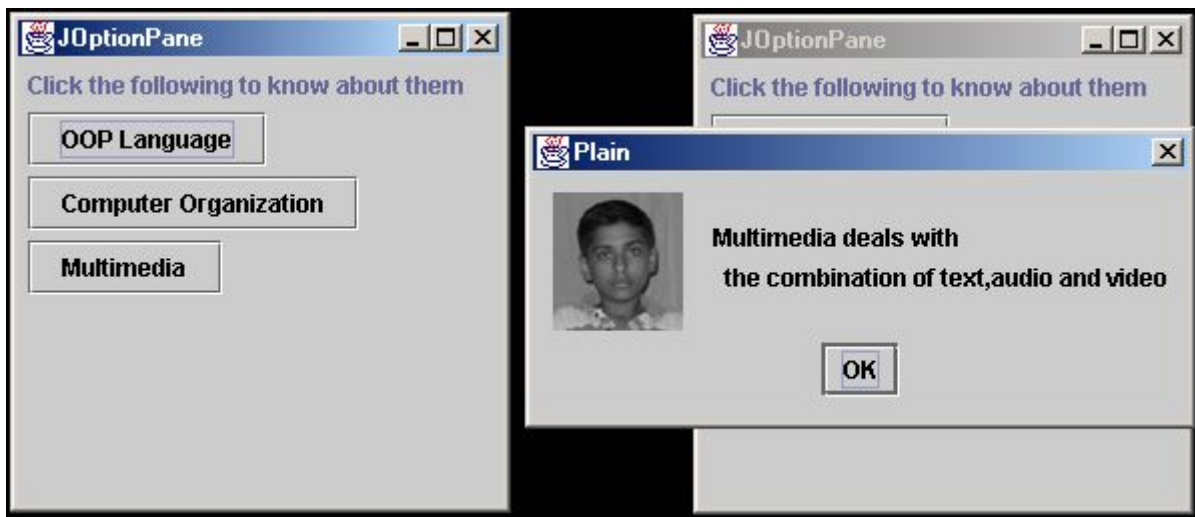 JOptionPane
Click the following to know about them
OOP Language
Computer Organization
Multimedia
JOptionPane
Click the following to know about them
Plain
Multimedia deals with
the combination of text,audio and video
OK